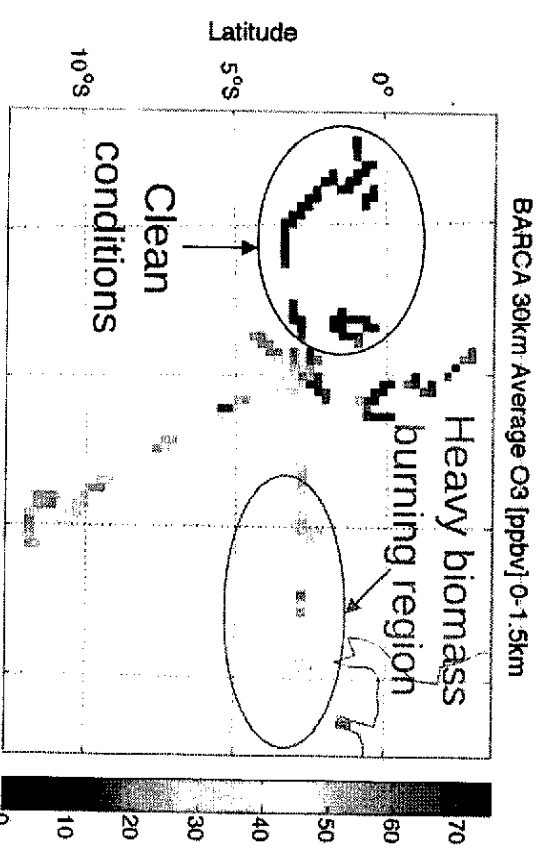 BARCA 30km Average O3 [ppbv] 0-1.5km
Latitude
0°
5°S
10°S
Heavy biomass
burning region
Clean
conditions
70
60
50
40
30
20
10
0